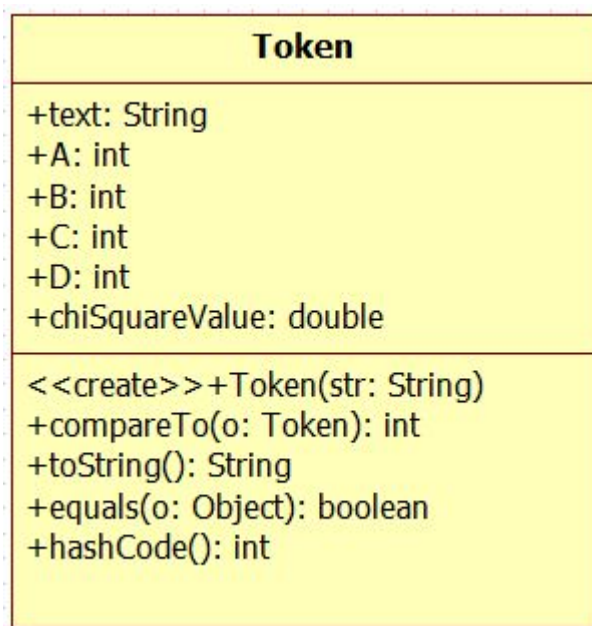 Token
+text: String
+A: int
+B: int
+C: int
+D: int
+chiSquareValue: double
<<create>>+Token(str: String)
+compareTo(o: Token): int
+toString(): String
+equals(o: Object): boolean
+hashCode(): int